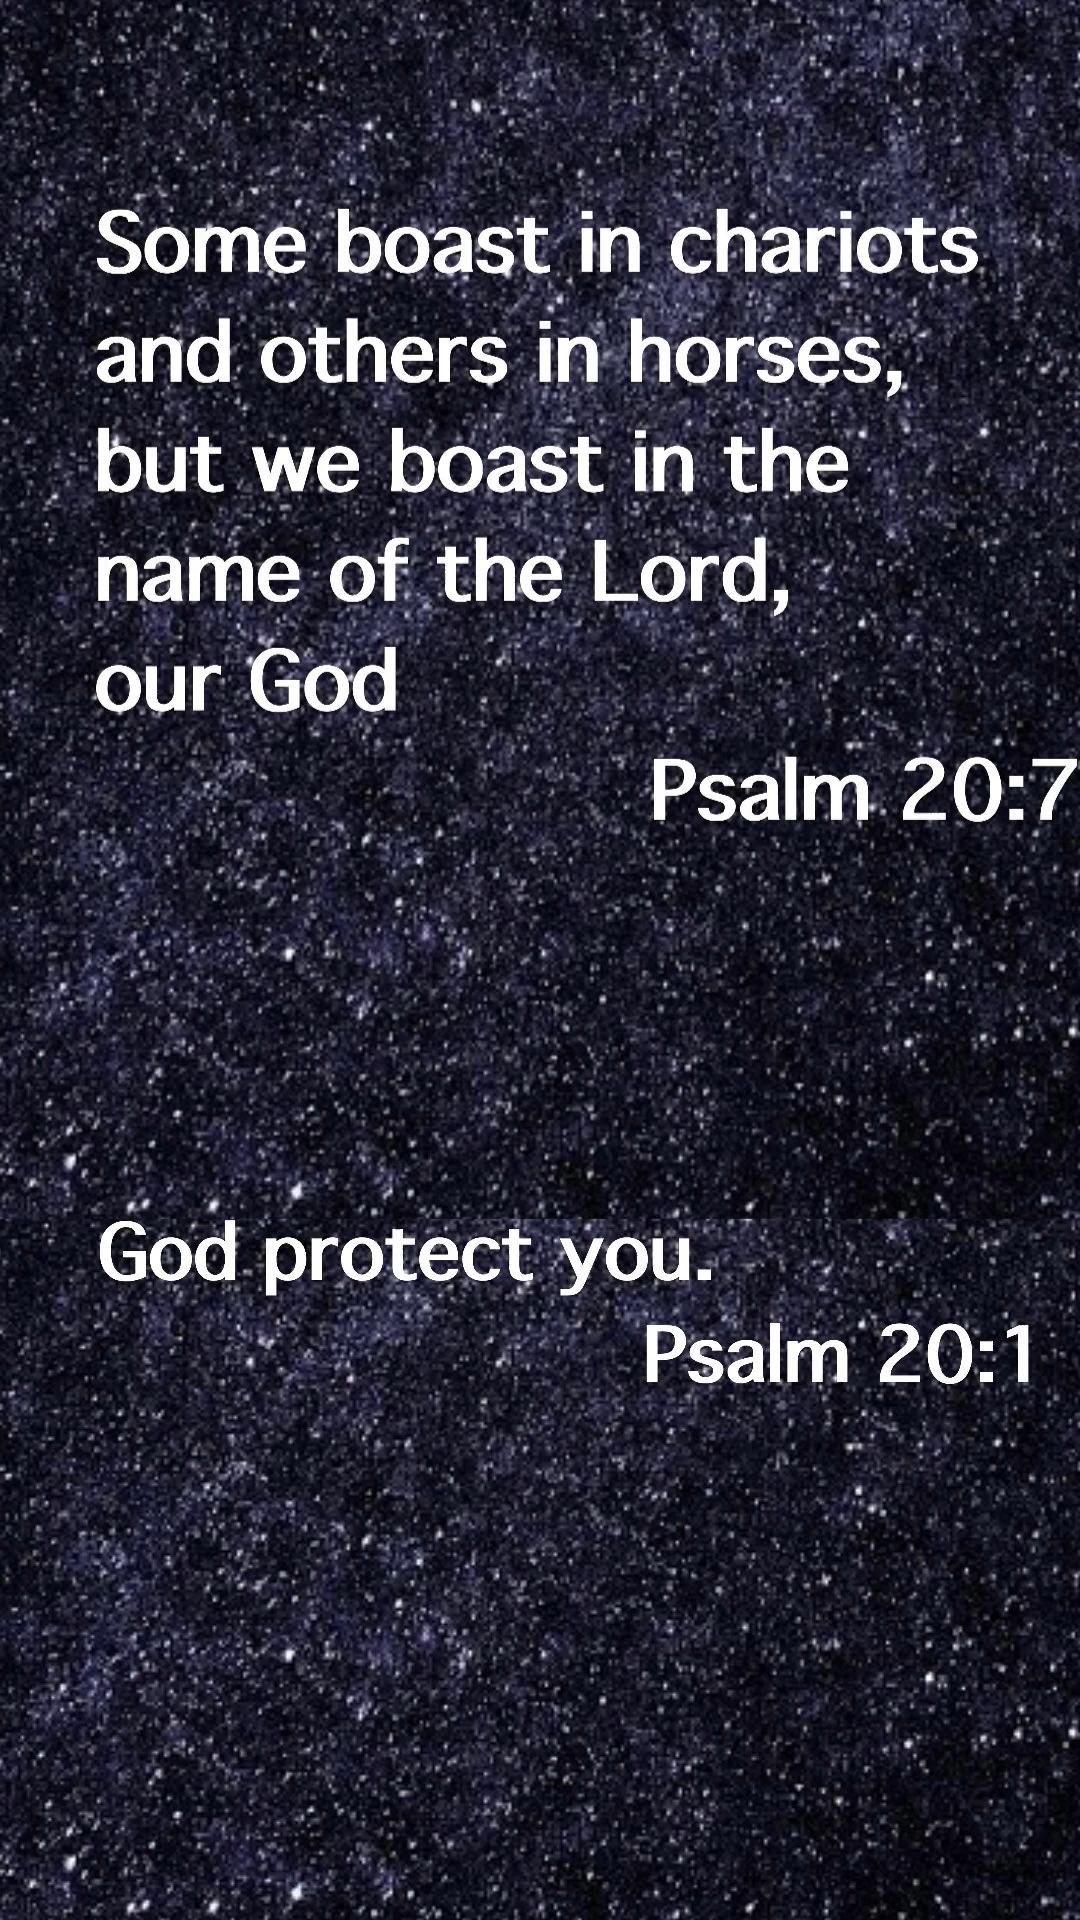 Some boast in chariots
and others in horses,
but we boast in the
name of the Lord,
our God
Psalm 20:7
God protect you.
Psalm 20:1